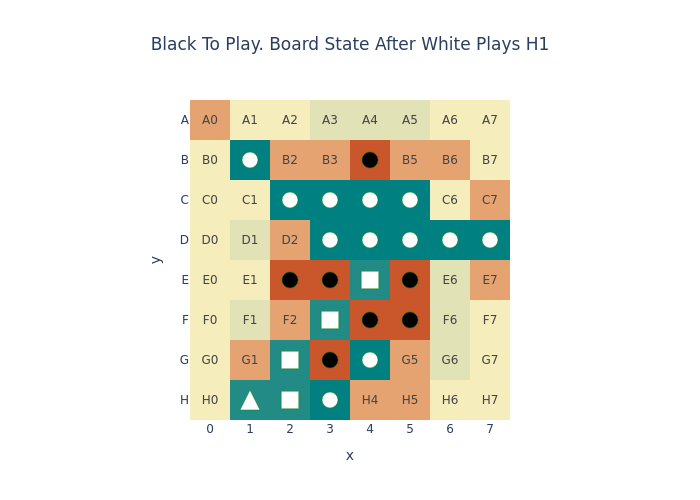 Black To Play. Board State After White Plays H1
A A0 A1 A2 A3 A4 A5 A6 A7
B B0 B2 B3 B5 B6 B7
C C0 C1 C6 C7
D D0 D1 D2
E E0 E1 E6 E7
F F0 F1 F2 F6 F7
G G0 G1 G5 G6 G7
H H0 H4 H5 H6 H7
0 1 2 3 4 5 6 7
x
y